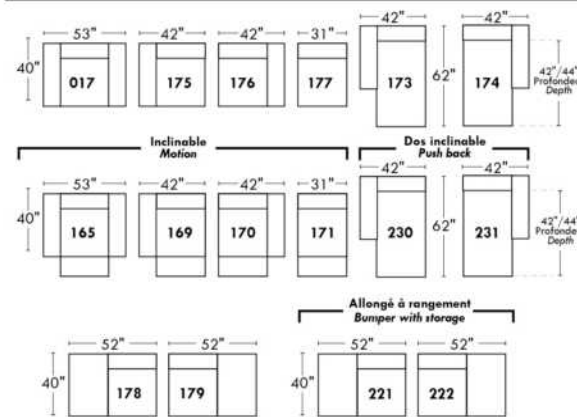 53" 42" 42" 31" 42" 42"
40" 017 175 176 177 173 62" 174 42"/44"
Profondeur
Depth
Inclinable
Motion
Dos inclinable
Push back
53" 42" 42" 31" 42" 42"
40" 165 169 170 171 230 62" 231 42"/44"
Profondeur
Depth
Allongé à rangement
Bumper with storage
52" 52" 52" 52"
40" 178 179 40" 221 222